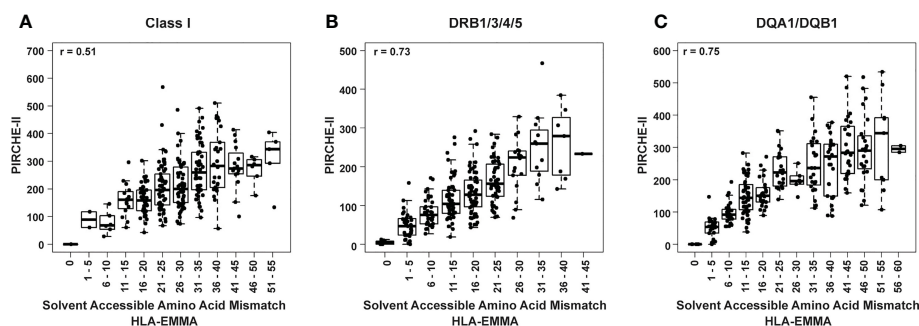 A
Class I
r = 0.51
PIRCHE-II
700
600
500
400
300
200
100
0
0
1 - 5
6 - 10
11 - 15
16 - 20
21 - 25
26 - 30
31 - 35
36 - 40
41 - 45
46 - 50
51 - 55
Solvent Accessible Amino Acid Mismatch
HLA-EMMA
B
DRB1/3/4/5
r = 0.73
PIRCHE-II
500
400
300
200
100
0
0
1 - 5
6 - 10
11 - 15
16 - 20
21 - 25
26 - 30
31 - 35
36 - 40
41 - 45
Solvent Accessible Amino Acid Mismatch
HLA-EMMA
C
DQA1/DQB1
r = 0.75
PIRCHE-II
600
500
400
300
200
100
0
0
1 - 5
6 - 10
11 - 15
16 - 20
21 - 25
26 - 30
31 - 35
36 - 40
41 - 45
46 - 50
51 - 55
56 - 60
Solvent Accessible Amino Acid Mismatch
HLA-EMMA